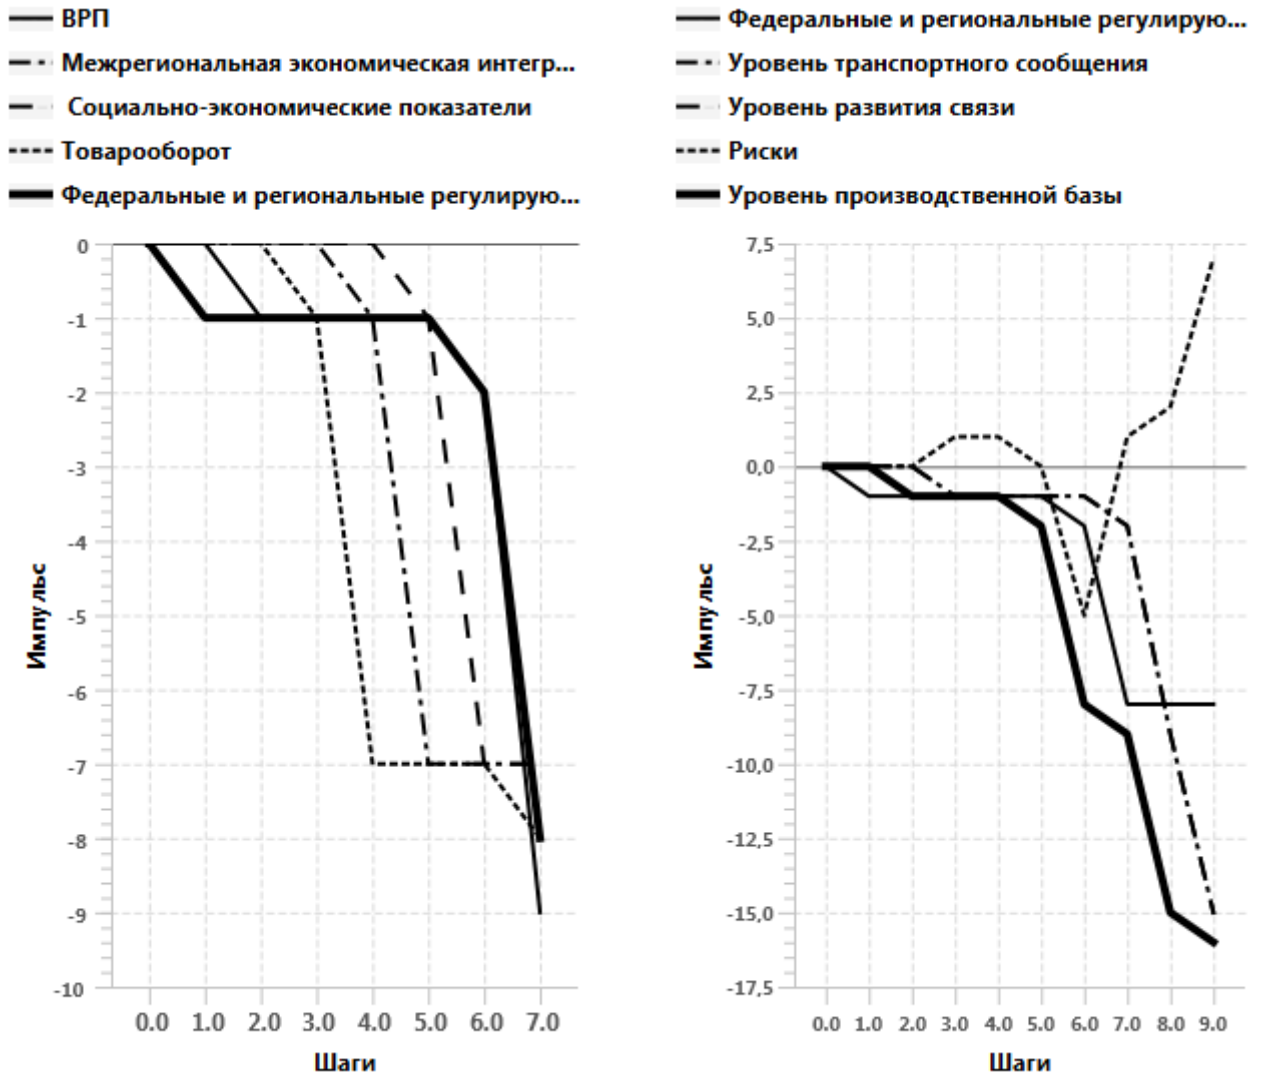 ВРП
Межрегиональная экономическая интегр...
Социально-экономические показатели
Товарооборот
Федеральные и региональные регулирую...
0
-1
-2
-3
-4
-5
-6
-7
-8
-9
-10
Импульс
0.0 1.0 2.0 3.0 4.0 5.0 6.0 7.0
Шаги
Федеральные и региональные регулирую...
Уровень транспортного сообщения
Уровень развития связи
Риски
Уровень производственной базы
7,5
5,0
2,5
0,0
-2,5
-5,0
-7,5
-10,0
-12,5
-15,0
-17,5
Импульс
0.0 1.0 2.0 3.0 4.0 5.0 6.0 7.0 8.0 9.0
Шаги